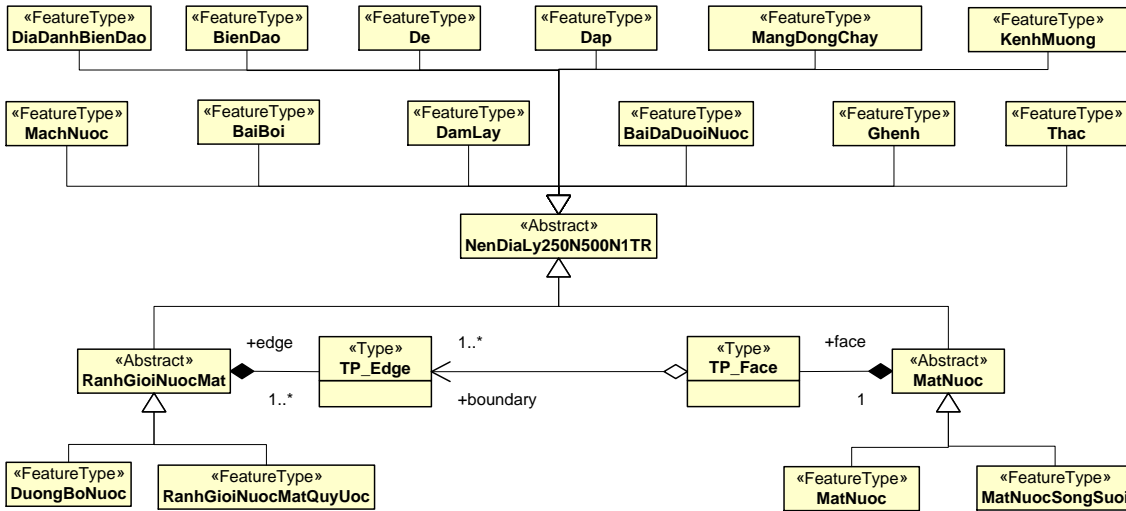 «FeatureType»
DiaDanhBienDao
«FeatureType»
BienDao
«FeatureType»
De
«FeatureType»
Dap
«FeatureType»
MangDongChay
«FeatureType»
KenhMuong
«FeatureType»
MachNuoc
«FeatureType»
BaiBoi
«FeatureType»
DamLay
«FeatureType»
BaiDaDuoiNuoc
«FeatureType»
Ghenh
«FeatureType»
Thac
«Abstract»
NenDiaLy250N500N1TR
«Abstract»
RanhGioiNuocMat
+edge
1..*
«Type»
TP_Edge
1..*
+boundary
«Type»
TP_Face
+face
1
«Abstract»
MatNuoc
«FeatureType»
DuongBoNuoc
«FeatureType»
RanhGioiNuocMatQuyUoc
«FeatureType»
MatNuoc
«FeatureType»
MatNuocSongSuoi